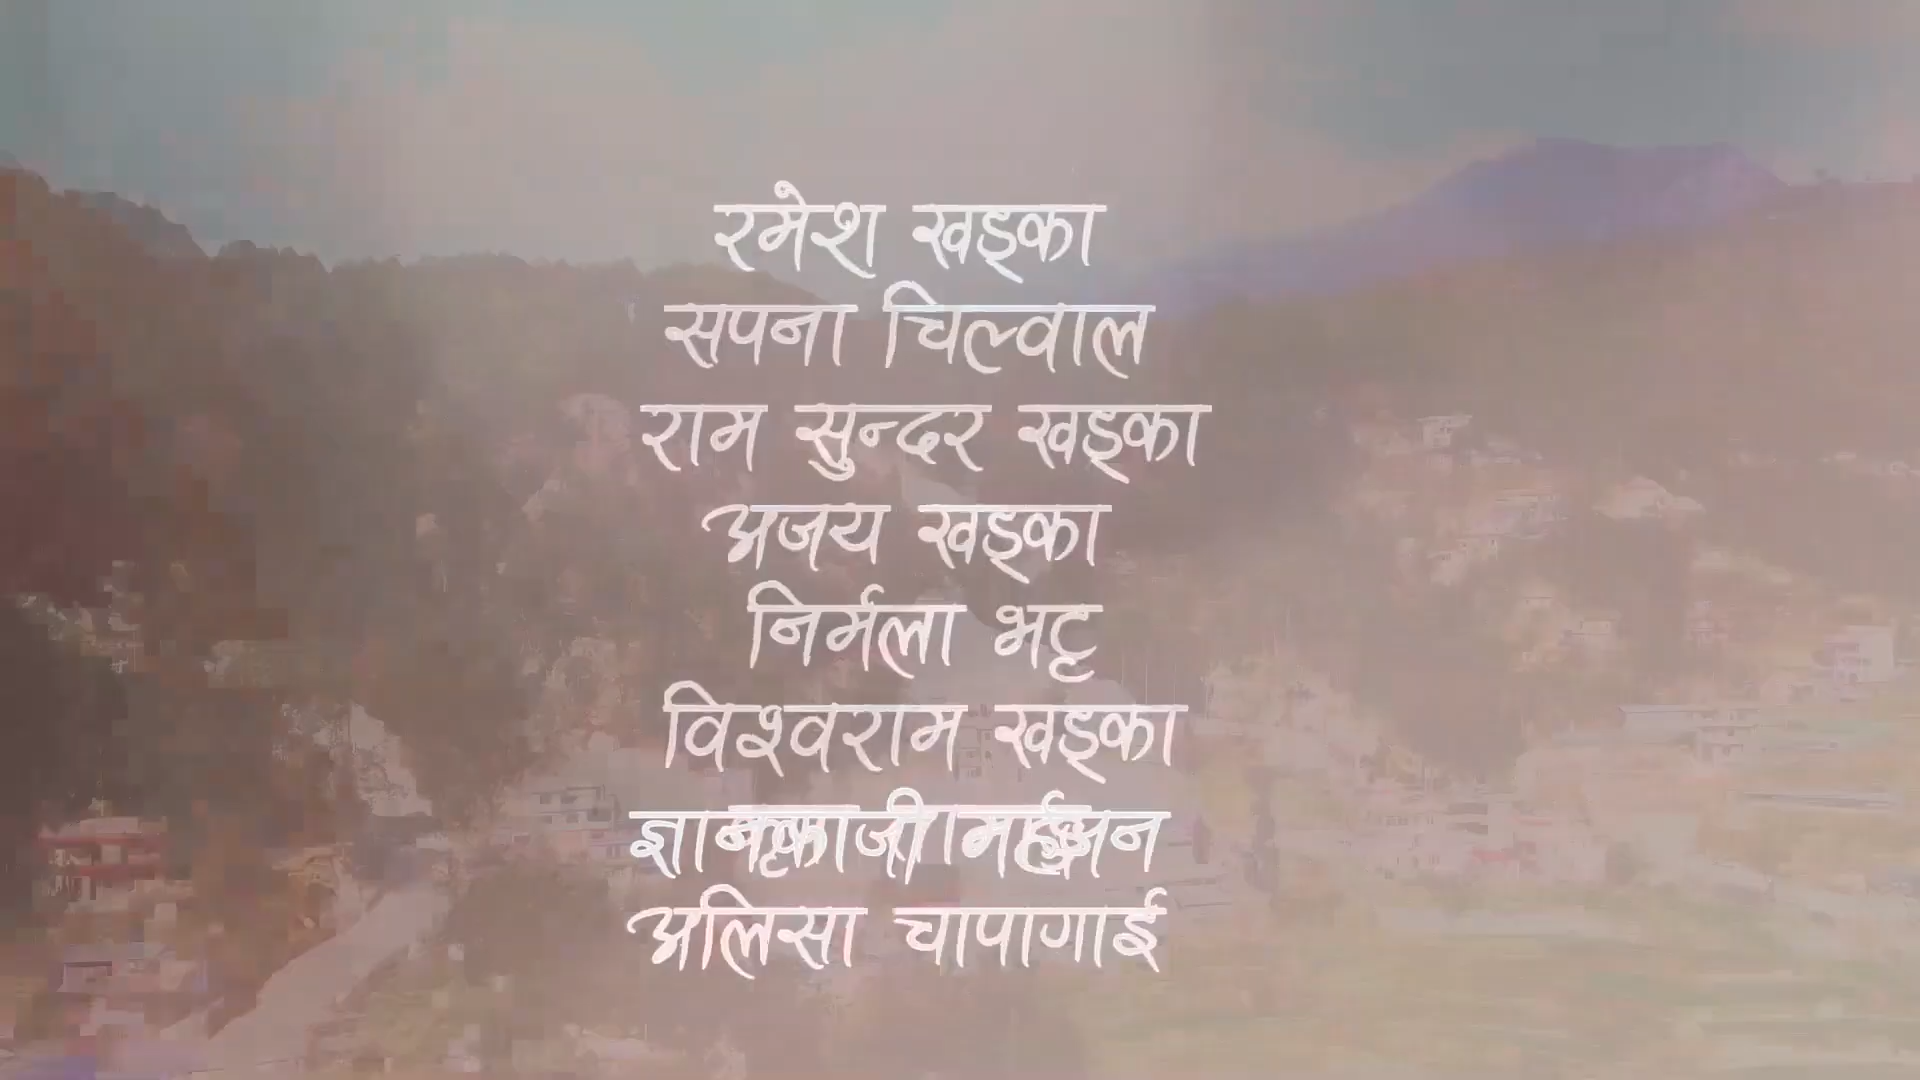 रमेश खड्का
सपना चिल्वाल
राम सुन्दर खड्का
अजय खड्का
निर्मला भट्ट
विश्वराम खड्का
अलिसा चापागाई